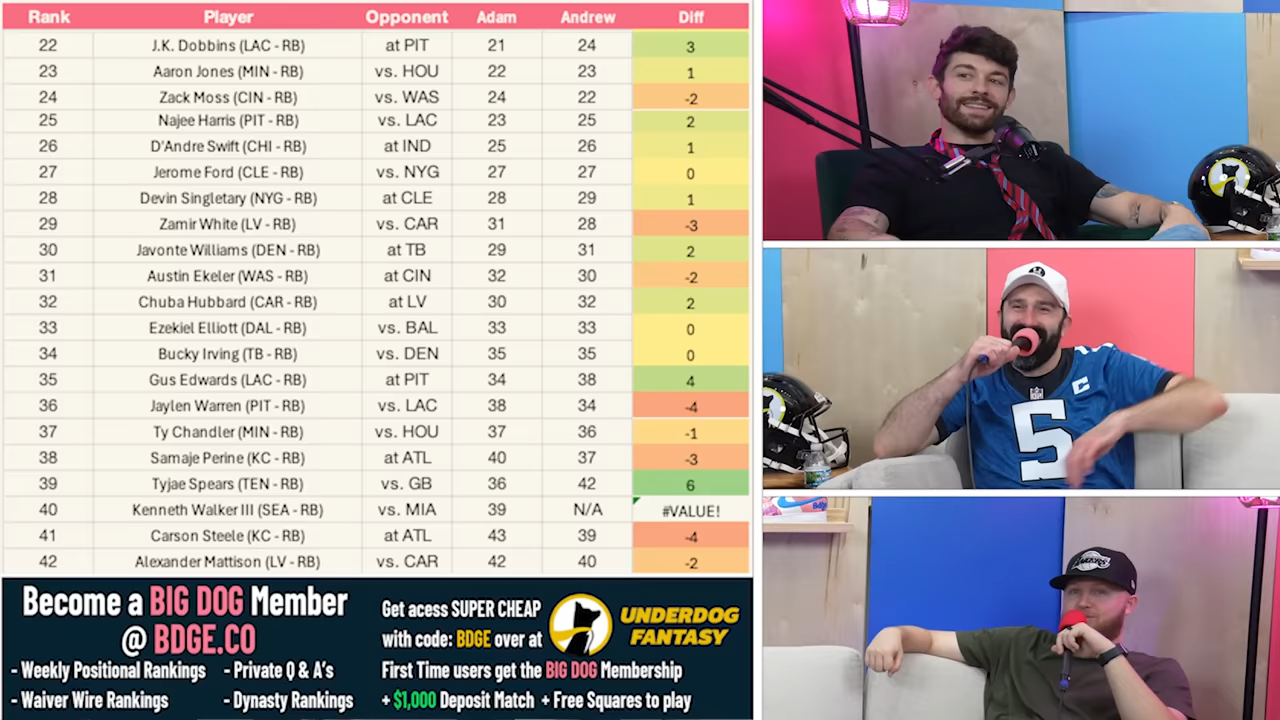 Rank Player Opponent Adam Andrew Diff
22 J.K. Dobbins (LAC - RB) at PIT 21 24 3
23 Aaron Jones (MIN - RB) vs. HOU 22 23 1
24 Zack Moss (CIN - RB) vs. WAS 24 22 -2
25 Najee Harris (PIT - RB) vs. LAC 23 25 2
26 D'Andre Swift (CHI - RB) at IND 25 26 1
27 Jerome Ford (CLE - RB) vs. NYG 27 27 0
28 Devin Singletary (NYG - RB) at CLE 28 29 1
29 Zamir White (LV - RB) vs. CAR 31 28 -3
30 Javonte Williams (DEN - RB) at TB 29 31 2
31 Austin Ekeler (WAS - RB) at CIN 32 30 -2
32 Chuba Hubbard (CAR - RB) at LV 30 32 2
33 Ezekiel Elliott (DAL - RB) vs. BAL 33 33 0
34 Bucky Irving (TB - RB) vs. DEN 35 35 0
35 Gus Edwards (LAC - RB) at PIT 34 38 4
36 Jaylen Warren (PIT - RB) vs. LAC 38 34 -4
37 Ty Chandler (MIN - RB) vs. HOU 37 36 -1
38 Samaje Perine (KC - RB) at ATL 40 37 -3
39 Tyjae Spears (TEN - RB) vs. GB 36 42 6
40 Kenneth Walker III (SEA - RB) vs. MIA 39 N/A #VALUE!
41 Carson Steele (KC - RB) at ATL 43 39 -4
42 Alexander Mattison (LV - RB) vs. CAR 42 40 -2
Become a BIG DOG Member
@ BDGE.CO
- Weekly Positional Rankings - Private Q & A's
- Waiver Wire Rankings - Dynasty Rankings
Get acess SUPER CHEAP
with code: BDGE over at
UNDERDOG
FANTASY
First Time users get the BIG DOG Membership
+ $1,000 Deposit Match + Free Squares to play
C
5